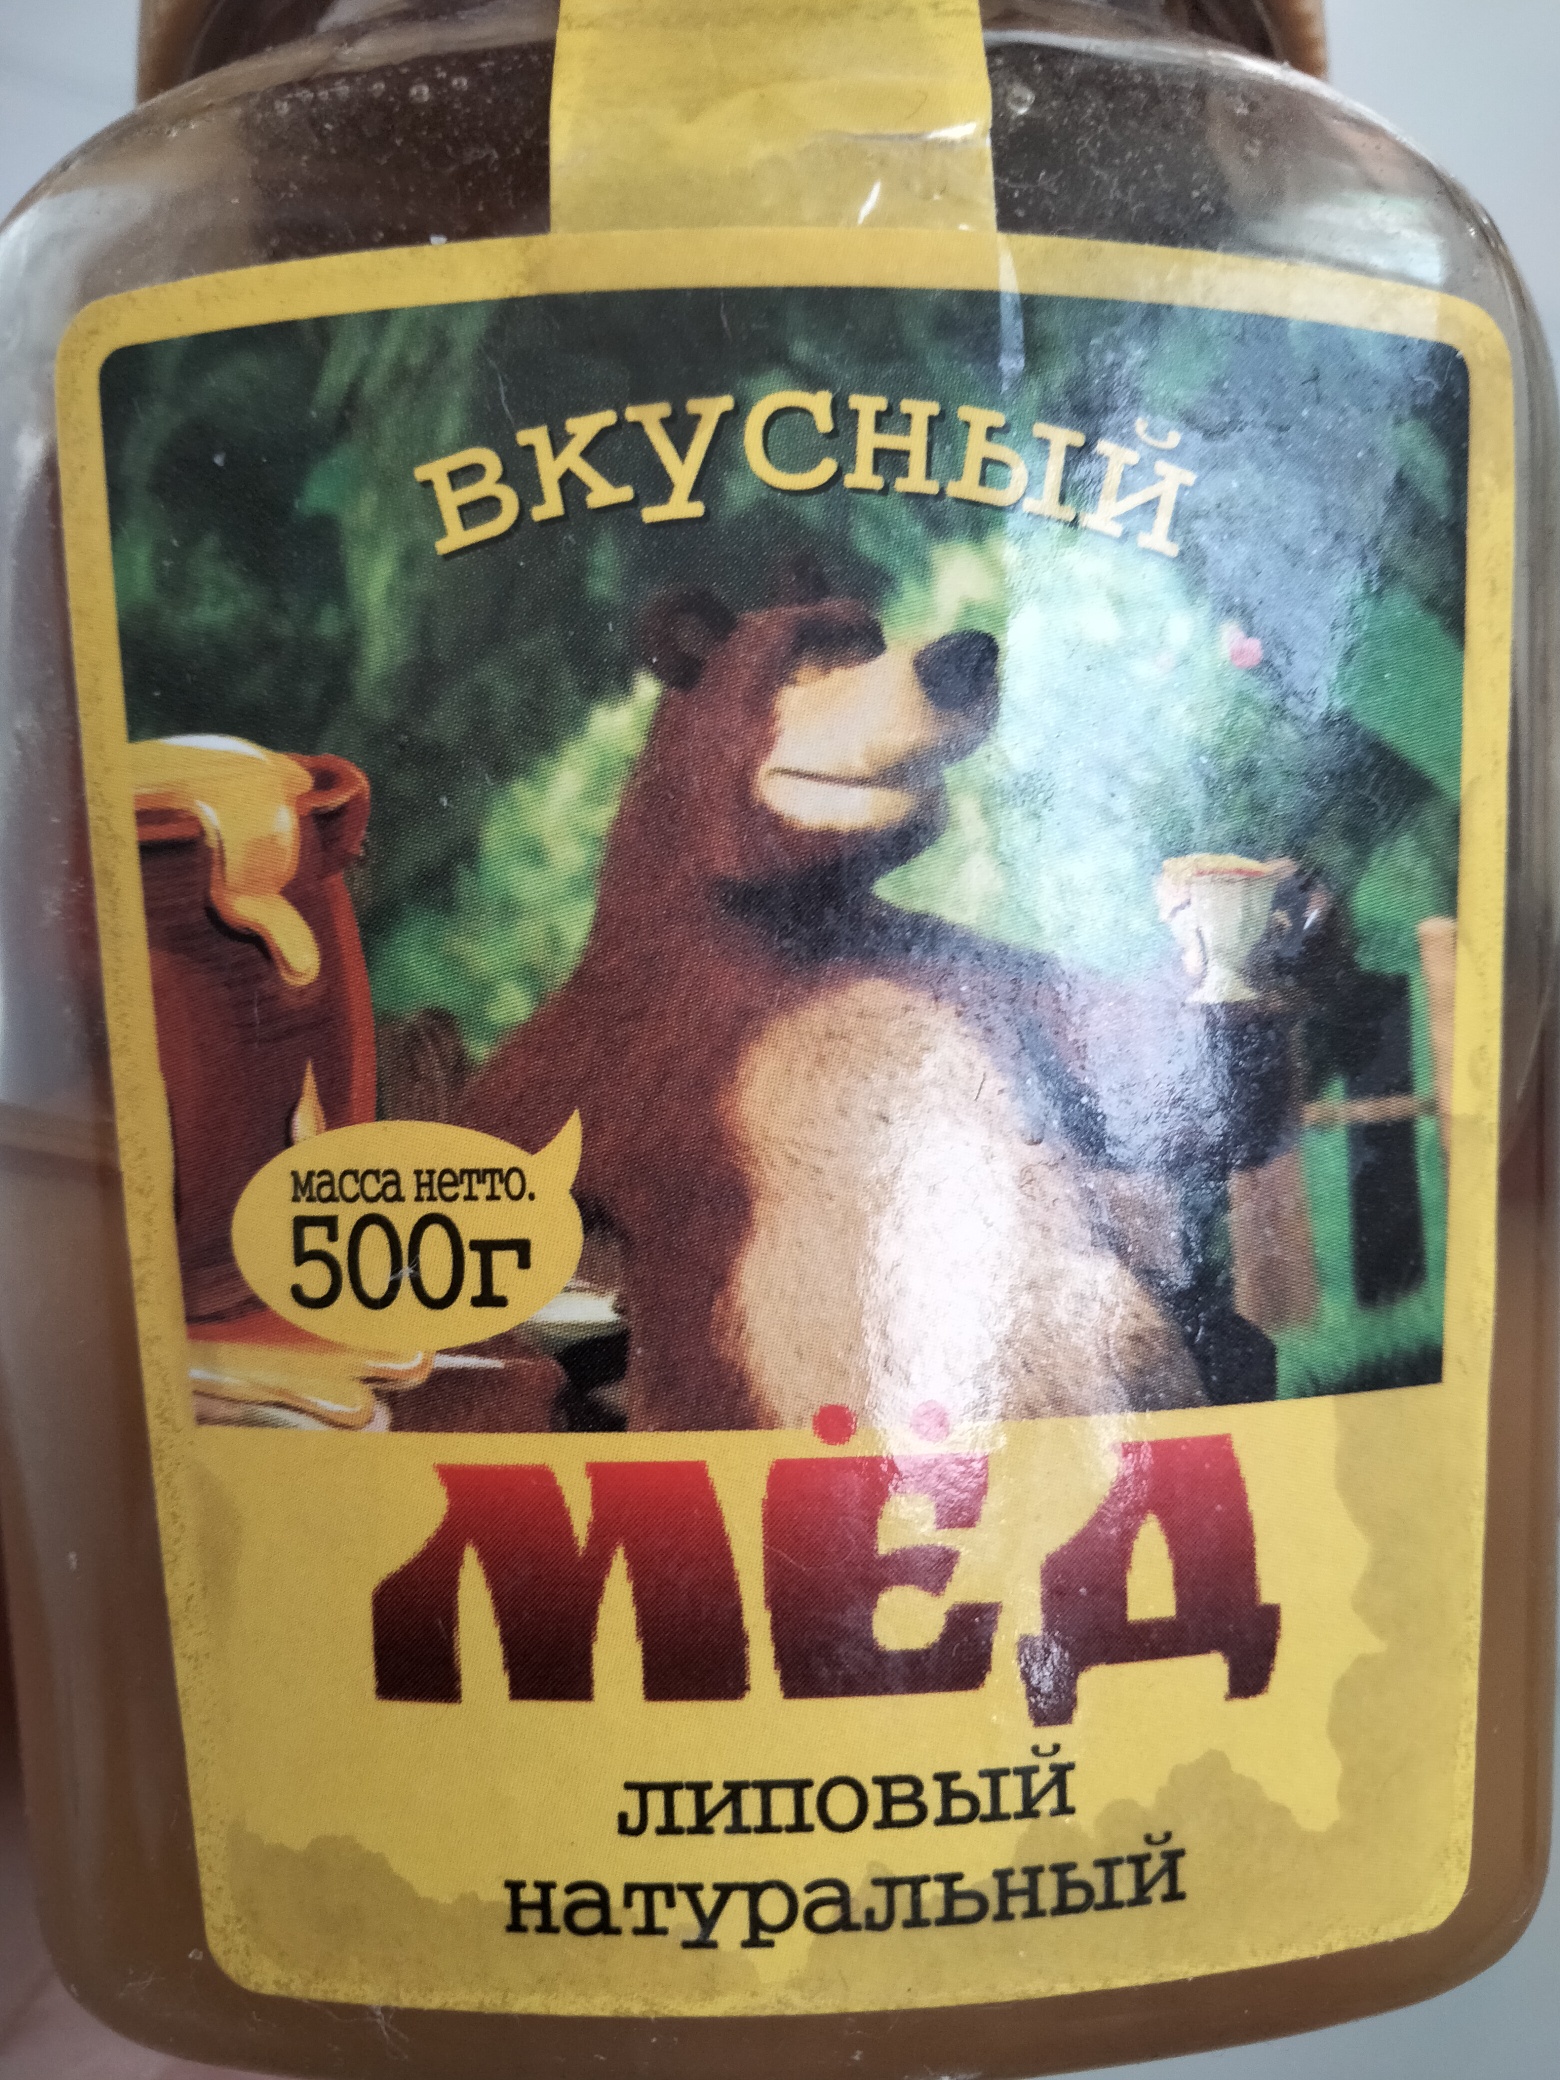 вкусный
масса нетто.
500г
МЁД
липовый
натуральный